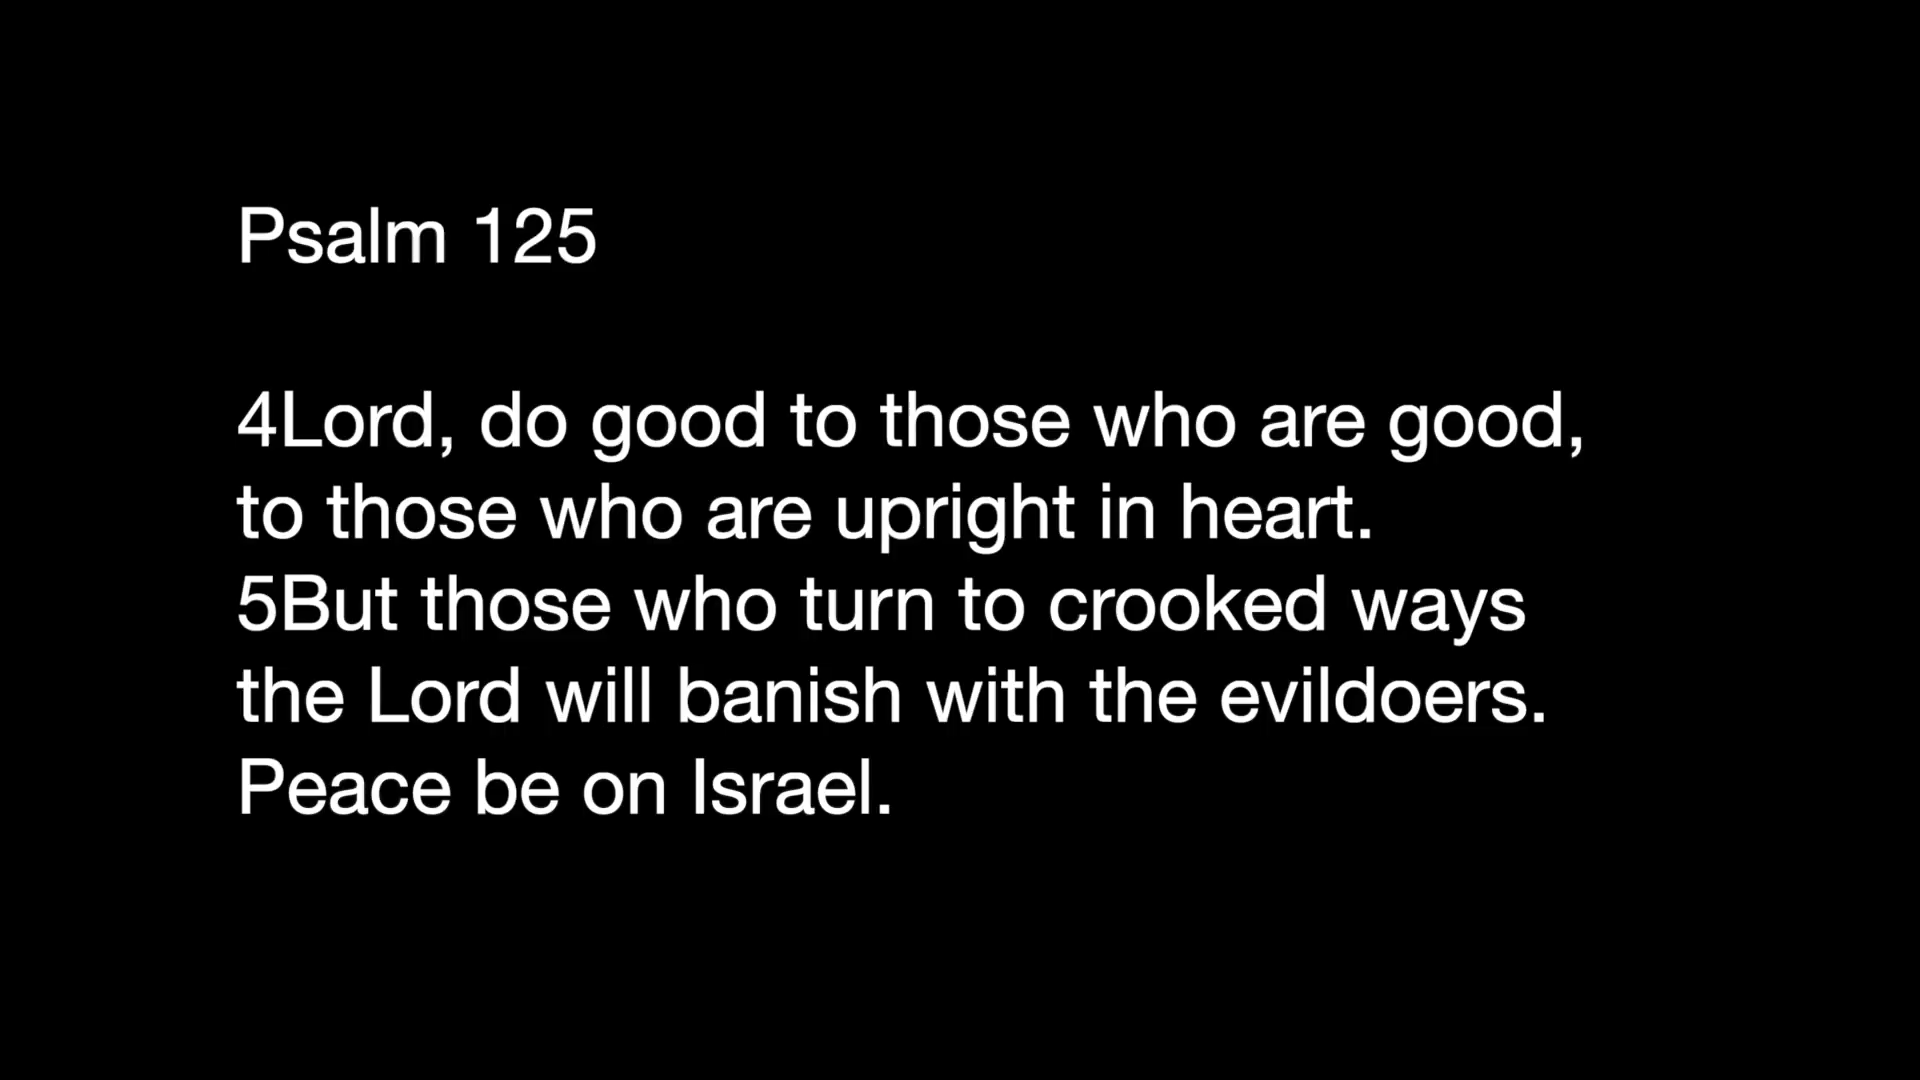 Psalm 125
4Lord, do good to those who are good,
to those who are upright in heart.
5But those who turn to crooked ways
the Lord will banish with the evildoers.
Peace be on Israel.